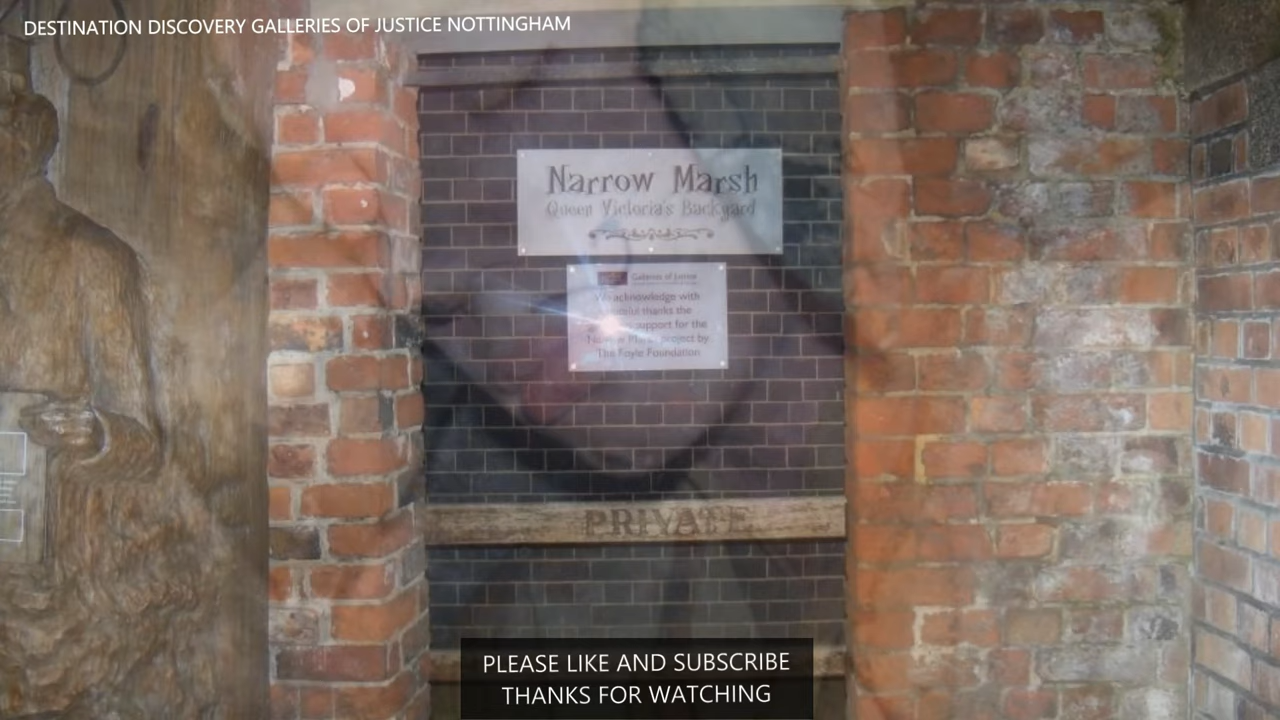 DESTINATION DISCOVERY GALLERIES OF JUSTICE NOTTINGHAM
Narrow Marsh
Queen Victoria's Backyard
Galleries of Justice
We acknowledge with
thanks the
support for the
project by
The Foyle Foundation
PRIVATE
PLEASE LIKE AND SUBSCRIBE
THANKS FOR WATCHING